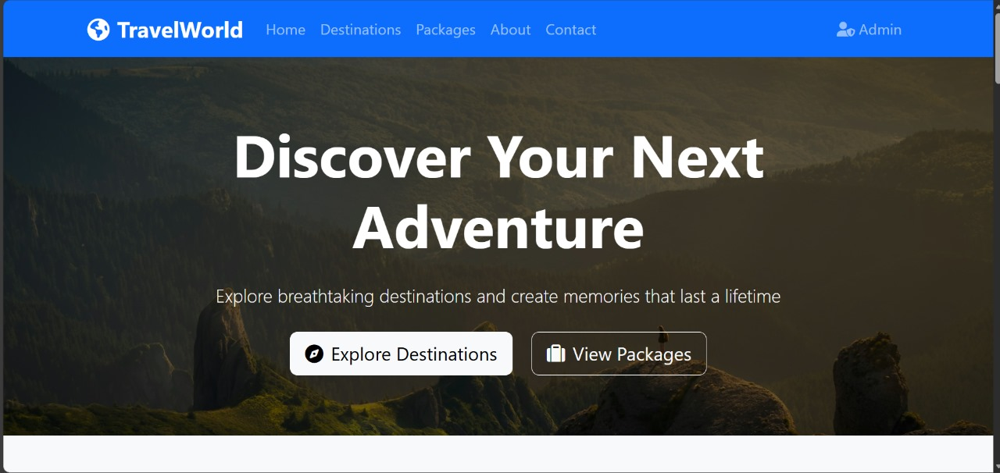 TravelWorld Home Destinations Packages About Contact Admin
Discover Your Next
Adventure
Explore breathtaking destinations and create memories that last a lifetime
Explore Destinations View Packages